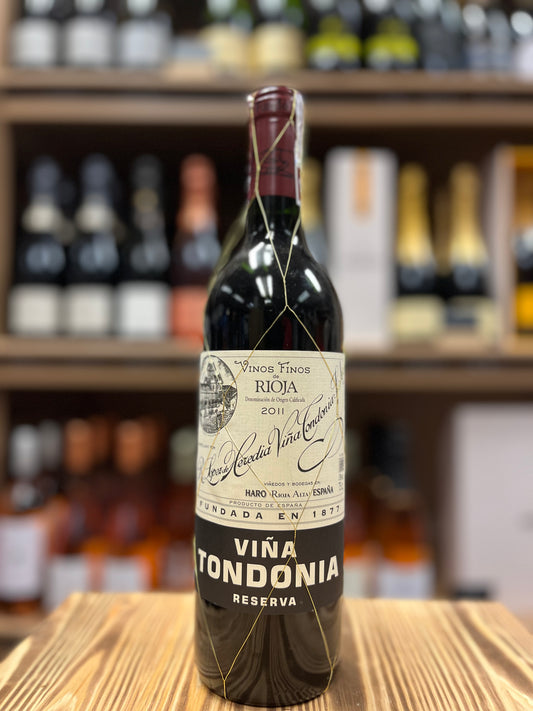 VINOS FINOS
de
RIOJA
Denominación de Origen Calificada
2011
López de Heredia Viña Tondonia, S.A.
VIÑEDOS Y BODEGAS EN
HARO (RIOJA ALTA) ESPAÑA
PRODUCTO DE ESPAÑA
FUNDADA EN 1877
VIÑA
TONDONIA
RESERVA